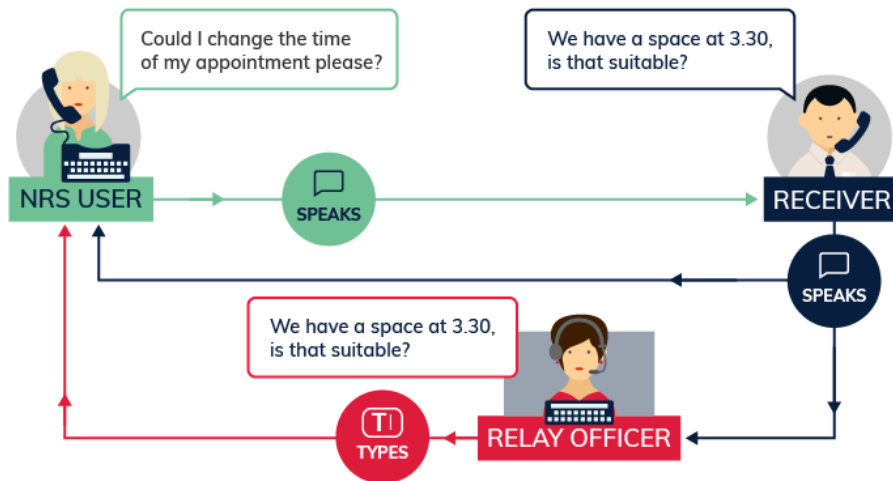 Could I change the time
of my appointment please?
We have a space at 3.30,
is that suitable?
NRS USER
SPEAKS
RECEIVER
SPEAKS
We have a space at 3.30,
is that suitable?
T
TYPES
RELAY OFFICER